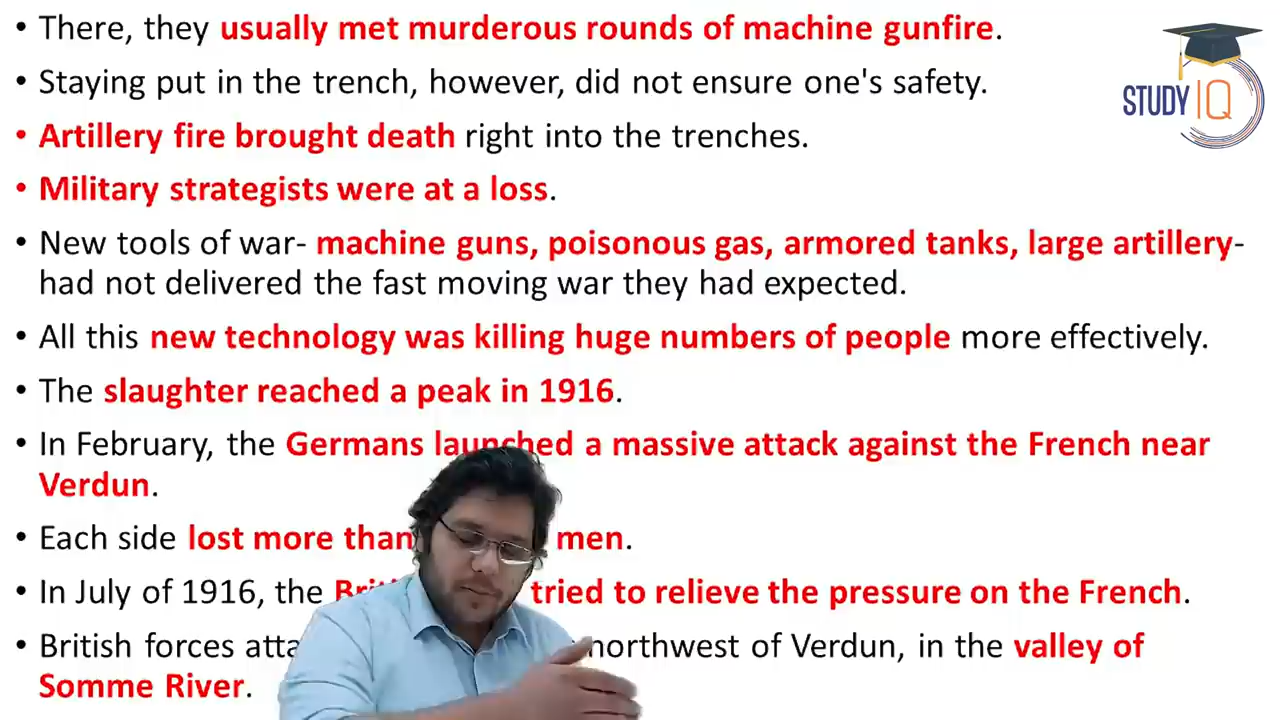 • There, they usually met murderous rounds of machine gunfire.
• Staying put in the trench, however, did not ensure one's safety.
• Artillery fire brought death right into the trenches.
• Military strategists were at a loss.
• New tools of war- machine guns, poisonous gas, armored tanks, large artillery-
had not delivered the fast moving war they had expected.
• All this new technology was killing huge numbers of people more effectively.
• The slaughter reached a peak in 1916.
• In February, the Germans launched a massive attack against the French near
Verdun.
• Each side lost more than men.
• In July of 1916, the tried to relieve the pressure on the French.
• British forces northwest of Verdun, in the valley of
Somme River.
STUDY IQ